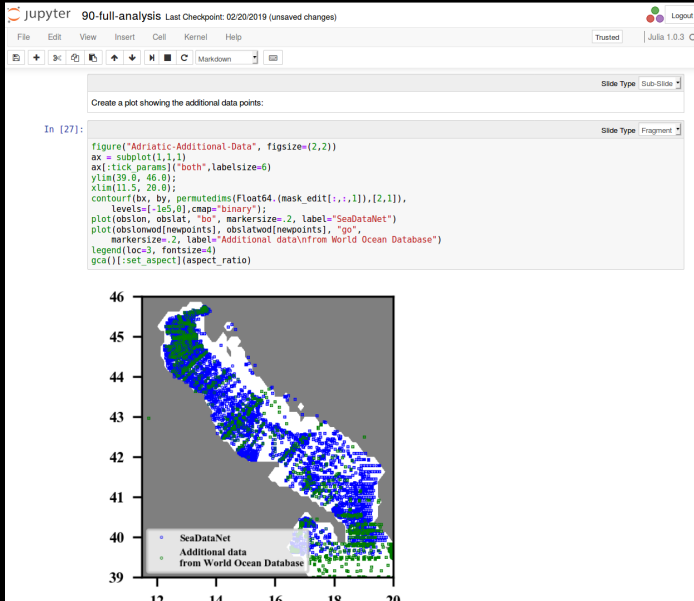 jupyter 90-full-analysis Last Checkpoint: 02/20/2019 (unsaved changes)
Logout
File Edit View Insert Cell Kernel Help
Trusted
Julia 1.0.3
Markdown
Slide Type Sub-Slide
Create a plot showing the additional data points:
In [27]:
Slide Type Fragment
figure("Adriatic-Additional-Data", figsize=(2,2))
ax = subplot(1,1,1)
ax[:tick_params]("both",labelsize=6)
ylim(39.0, 46.0);
xlim(11.5, 20.0);
contourf(bx, by, permutedims(Float64.(mask_edit[:,:,1]),[2,1]),
levels=[-1e5,0],cmap="binary");
plot(obslon, obslat, "bo", markersize=.2, label="SeaDataNet")
plot(obslonwod[newpoints], obslatwod[newpoints], "go",
markersize=.2, label="Additional data\nfrom World Ocean Database")
legend(loc=3, fontsize=4)
gca()[:set_aspect](aspect_ratio)
46
45
44
43
42
41
40
39
SeaDataNet
Additional data
from World Ocean Database
12 14 16 18 20